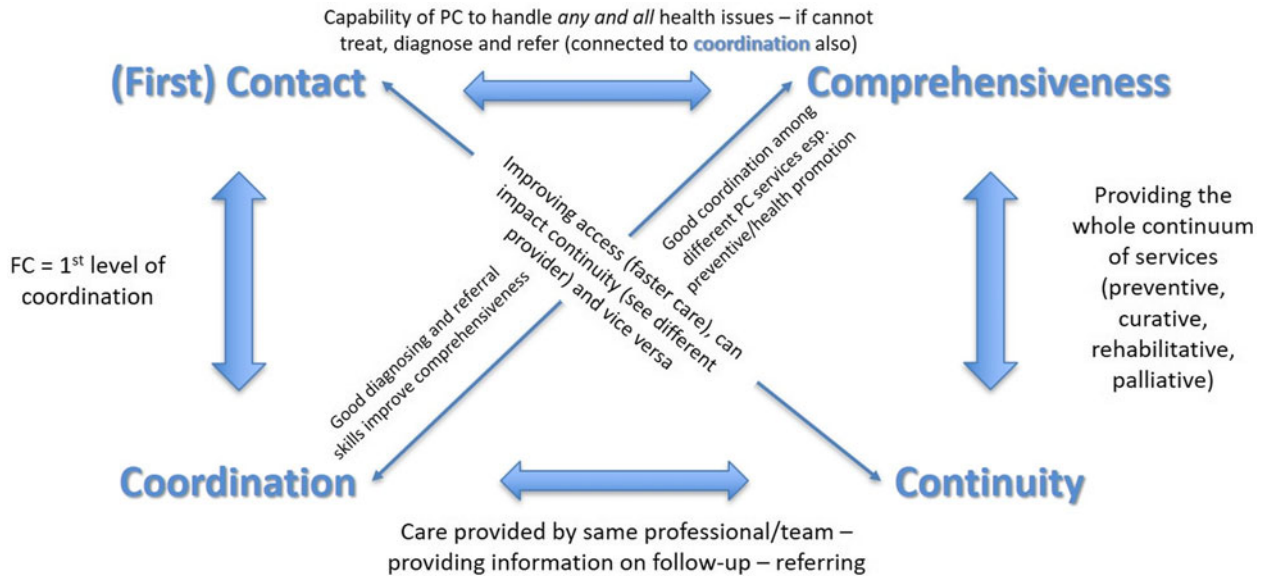 Capability of PC to handle any and all health issues – if cannot
treat, diagnose and refer (connected to coordination also)
(First) Contact
Comprehensiveness
Good coordination among
different PC services esp.
preventive/health promotion
Improving access (faster care), can
impact continuity (see different
provider) and vice versa
FC = 1st level of
coordination
Providing the
whole continuum
of services
(preventive,
curative,
rehabilitative,
palliative)
Good diagnosing and referral
skills improve comprehensiveness
Coordination
Continuity
Care provided by same professional/team –
providing information on follow-up – referring